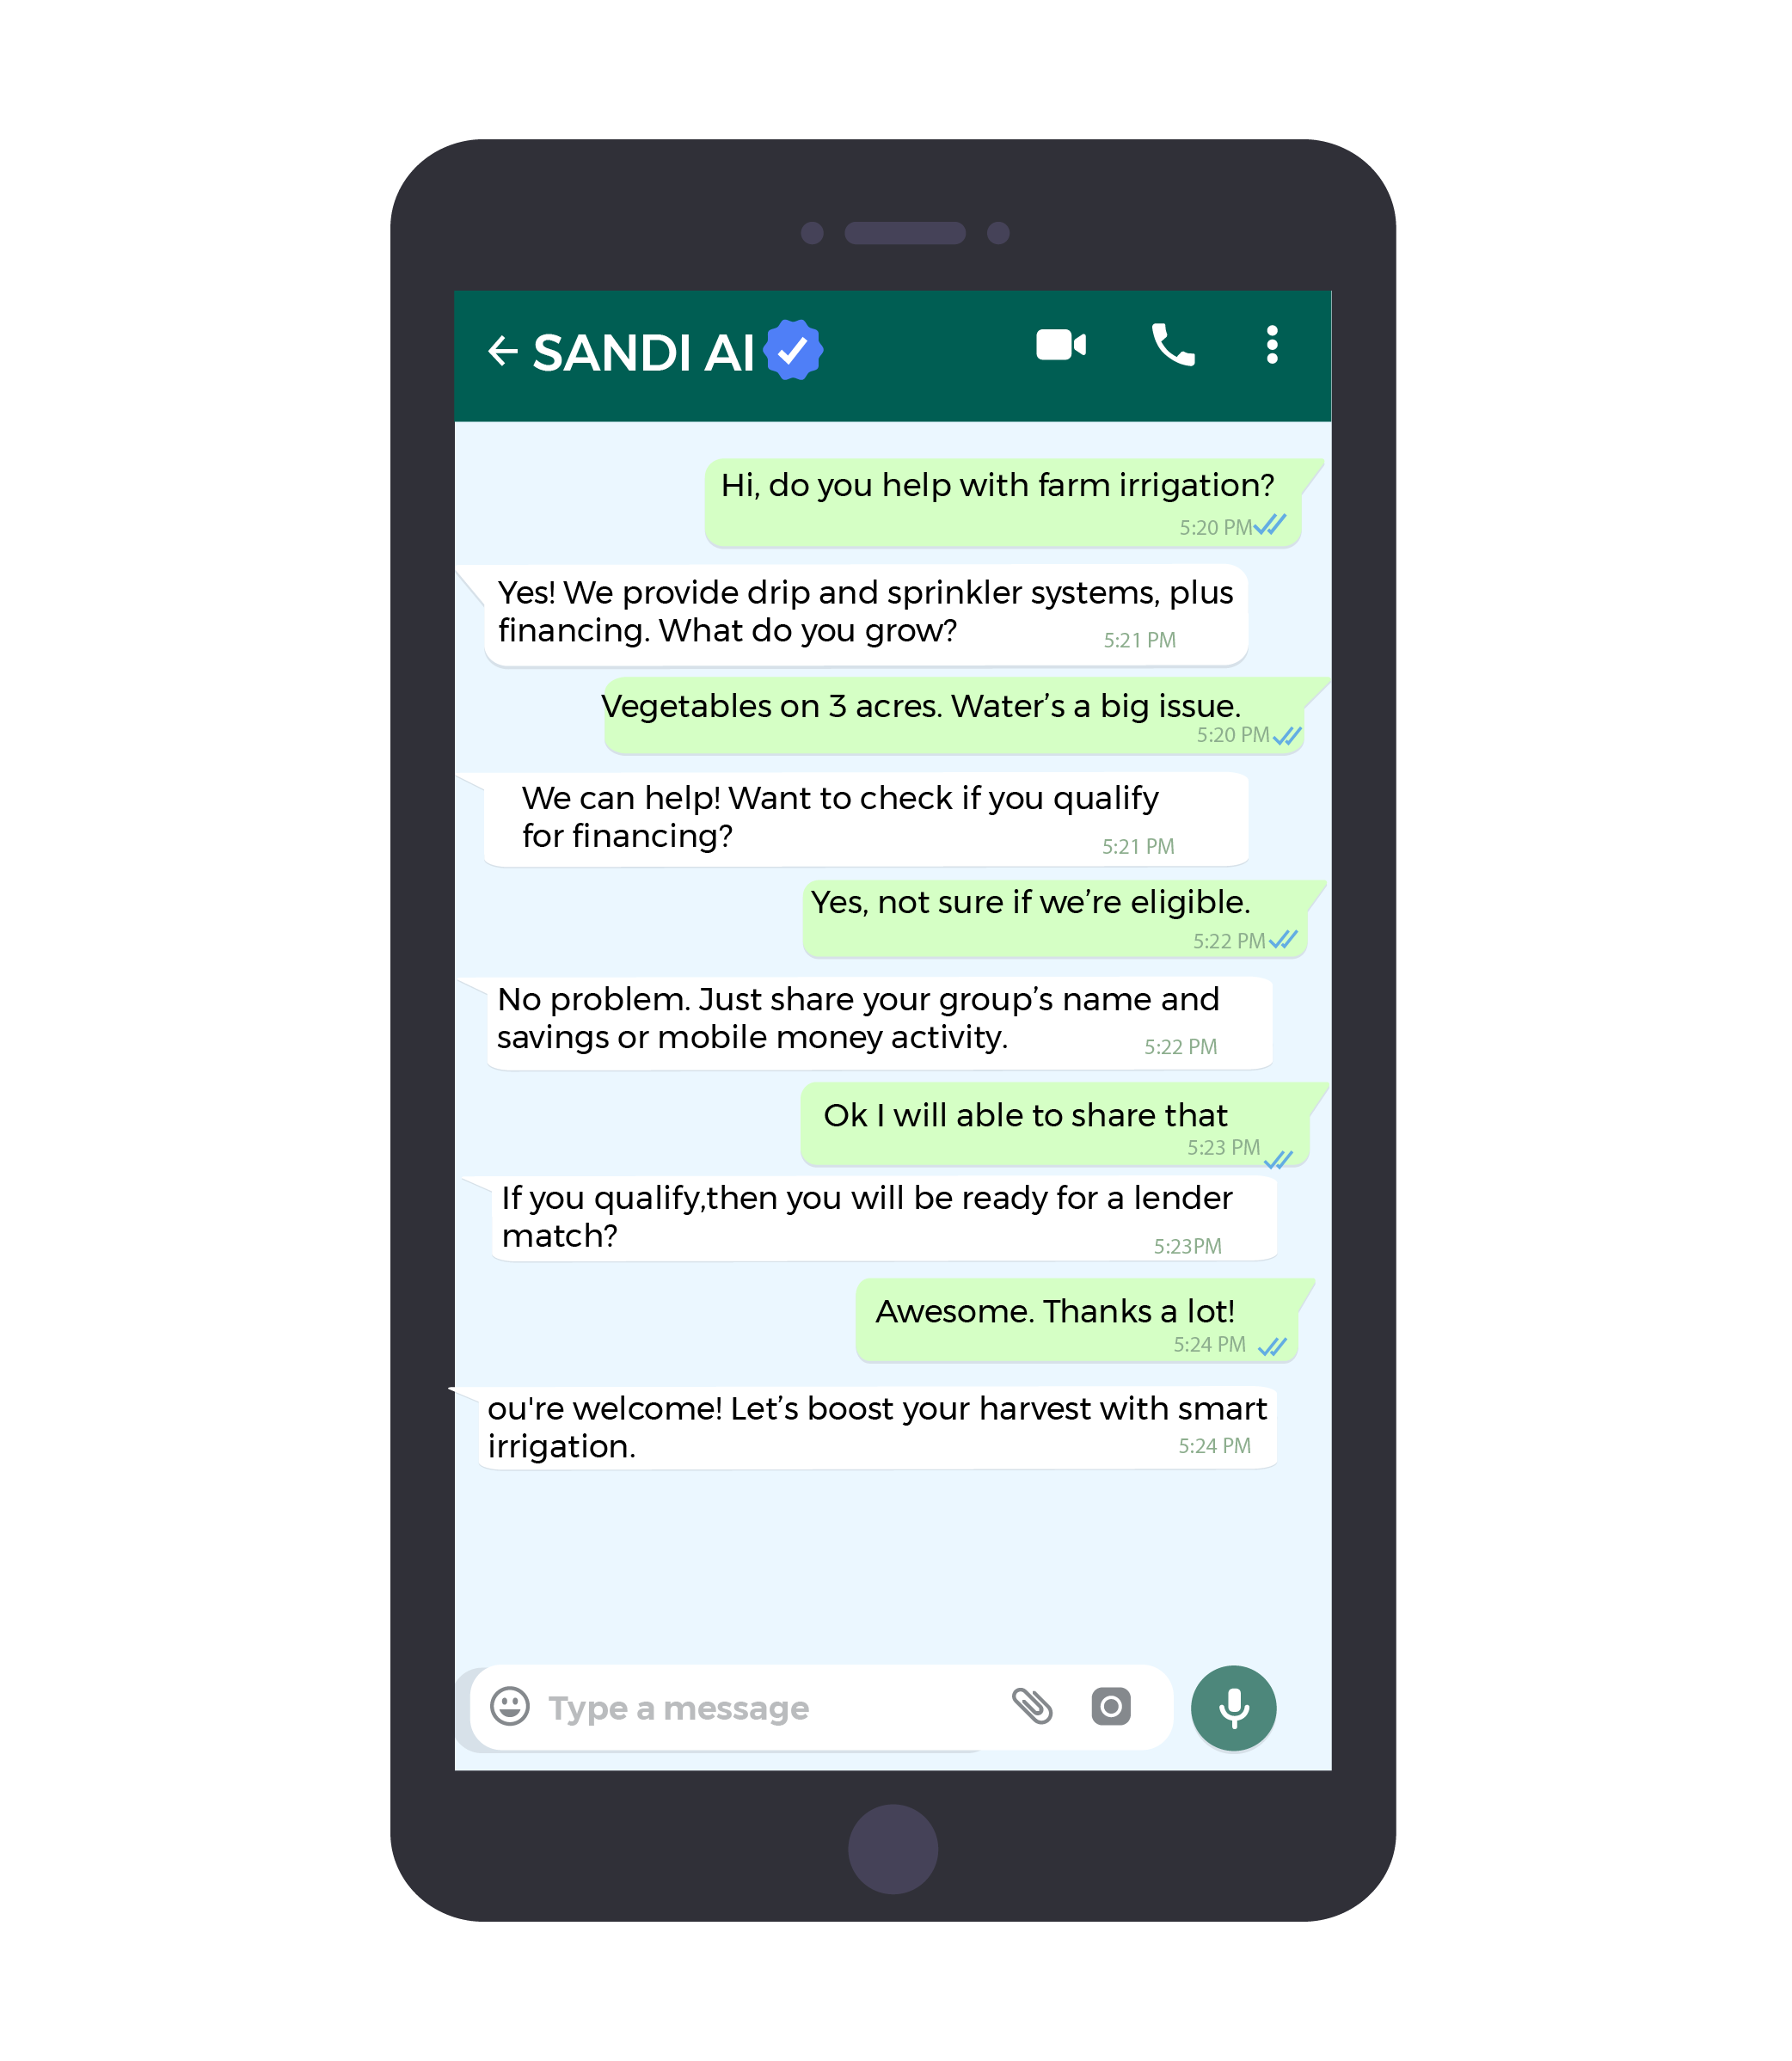 SANDI AI
Hi, do you help with farm irrigation?
5:20 PM
Yes! We provide drip and sprinkler systems, plus
financing. What do you grow?
5:21 PM
Vegetables on 3 acres. Water’s a big issue.
5:20 PM
We can help! Want to check if you qualify
for financing?
5:21 PM
Yes, not sure if we’re eligible.
5:22 PM
No problem. Just share your group’s name and
savings or mobile money activity.
5:22 PM
Ok I will able to share that
5:23 PM
If you qualify,then you will be ready for a lender
match?
5:23PM
Awesome. Thanks a lot!
5:24 PM
ou're welcome! Let’s boost your harvest with smart
irrigation.
5:24 PM
Type a message